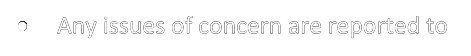 ○ Any issues of concern are reported to